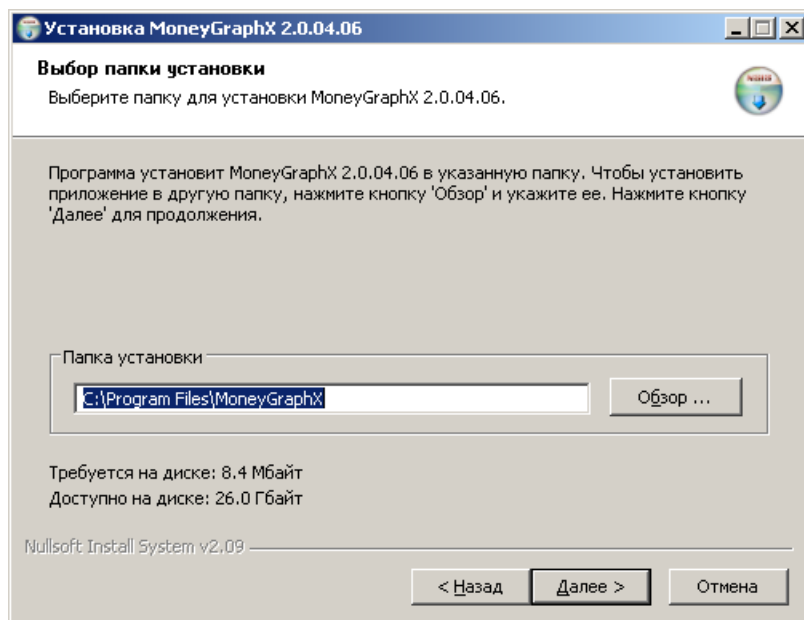 Установка MoneyGraphX 2.0.04.06
Выбор папки установки
Выберите папку для установки MoneyGraphX 2.0.04.06.
Программа установит MoneyGraphX 2.0.04.06 в указанную папку. Чтобы установить
приложение в другую папку, нажмите кнопку 'Обзор' и укажите ее. Нажмите кнопку
'Далее' для продолжения.
Папка установки
C:\Program Files\MoneyGraphX
Обзор ...
Требуется на диске: 8.4 Мбайт
Доступно на диске: 26.0 Гбайт
Nullsoft Install System v2.09
< Назад
Далее >
Отмена